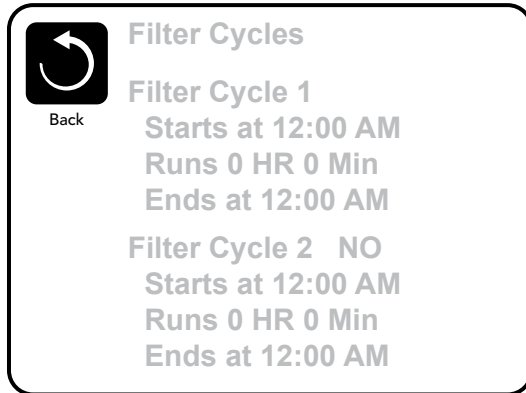 Filter Cycles
Back
Filter Cycle 1
Starts at 12:00 AM
Runs 0 HR 0 Min
Ends at 12:00 AM
Filter Cycle 2 NO
Starts at 12:00 AM
Runs 0 HR 0 Min
Ends at 12:00 AM